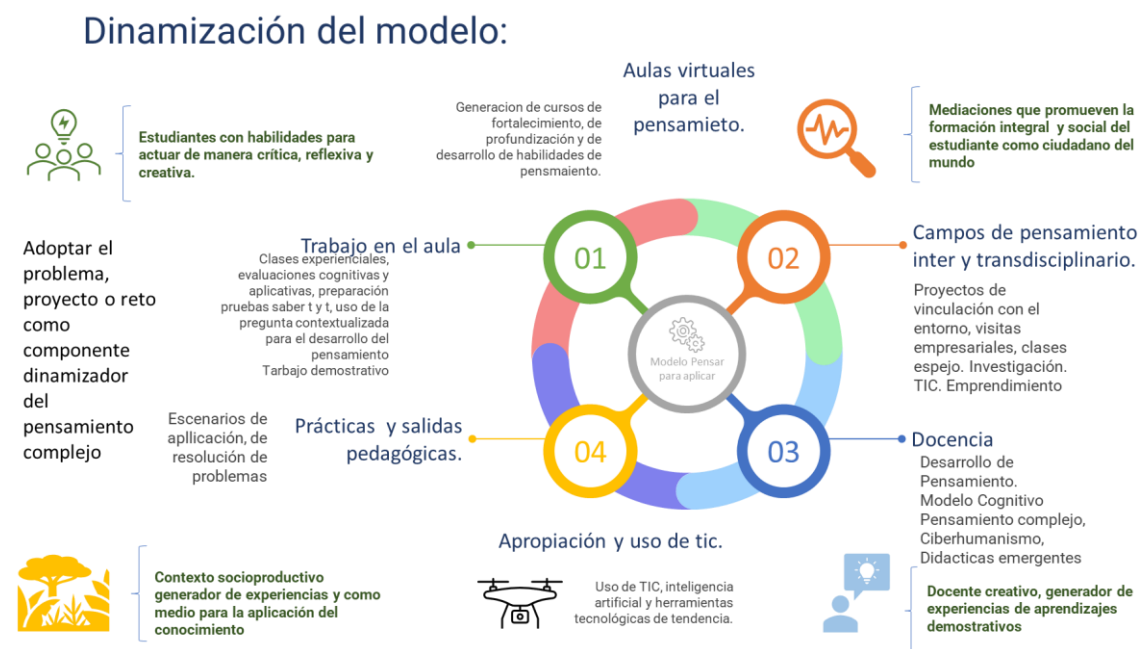 Dinamización del modelo:
Aulas virtuales
para el
pensamieto.
Generacion de cursos de
fortalecimiento, de
profundización y de
desarrollo de habilidades de
pensmaiento.
Estudiantes con habilidades para
actuar de manera crítica, reflexiva y
creativa.
Mediaciones que promueven la
formación integral y social del
estudiante como ciudadano del
mundo
Adoptar el
problema,
proyecto o reto
como
componente
dinamizador
del
pensamiento
complejo
Trabajo en el aula
Clases experienciales,
evaluaciones cognitivas y
aplicativas, preparación
pruebas saber t y t, uso de la
pregunta contextualizada
para el desarrollo del
pensamiento
Tarbajo demostrativo
01
02
Campos de pensamiento
inter y transdisciplinario.
Proyectos de
vinculación con el
entorno, visitas
empresariales, clases
espejo. Investigación.
TIC. Emprendimiento
Modelo Pensar
para aplicar
Escenarios de
apllicación, de
resolución de
problemas
Prácticas y salidas
pedagógicas.
04
03
Docencia
Desarrollo de
Pensamiento.
Modelo Cognitivo
Pensamiento complejo,
Ciberhumanismo,
Didacticas emergentes
Apropiación y uso de tic.
Uso de TIC, inteligencia
artificial y herramientas
tecnológicas de tendencia.
Contexto socioproductivo
generador de experiencias y como
medio para la aplicación del
conocimiento
Docente creativo, generador de
experiencias de aprendizajes
demostrativos